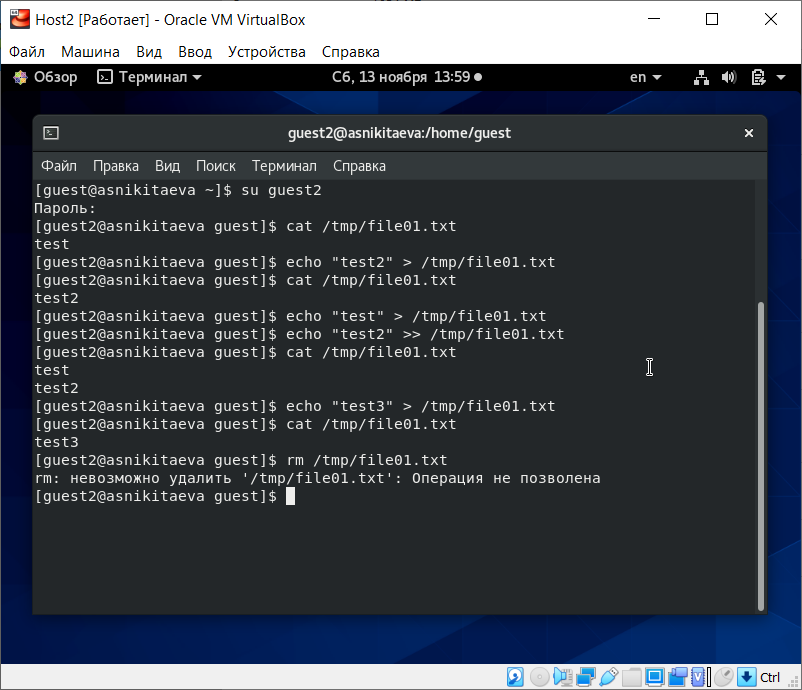 Host2 [Работает] - Oracle VM VirtualBox
Файл Машина Вид Ввод Устройства Справка
Обзор Терминал Сб, 13 ноября 13:59 en
guest2@asnikitaeva:/home/guest
Файл Правка Вид Поиск Терминал Справка
[guest@asnikitaeva ~]$ su guest2
Пароль:
[guest2@asnikitaeva guest]$ cat /tmp/file01.txt
test
[guest2@asnikitaeva guest]$ echo "test2" > /tmp/file01.txt
[guest2@asnikitaeva guest]$ cat /tmp/file01.txt
test2
[guest2@asnikitaeva guest]$ echo "test" > /tmp/file01.txt
[guest2@asnikitaeva guest]$ echo "test2" >> /tmp/file01.txt
[guest2@asnikitaeva guest]$ cat /tmp/file01.txt
test
test2
[guest2@asnikitaeva guest]$ echo "test3" > /tmp/file01.txt
[guest2@asnikitaeva guest]$ cat /tmp/file01.txt
test3
[guest2@asnikitaeva guest]$ rm /tmp/file01.txt
rm: невозможно удалить '/tmp/file01.txt': Операция не позволена
[guest2@asnikitaeva guest]$
Ctrl